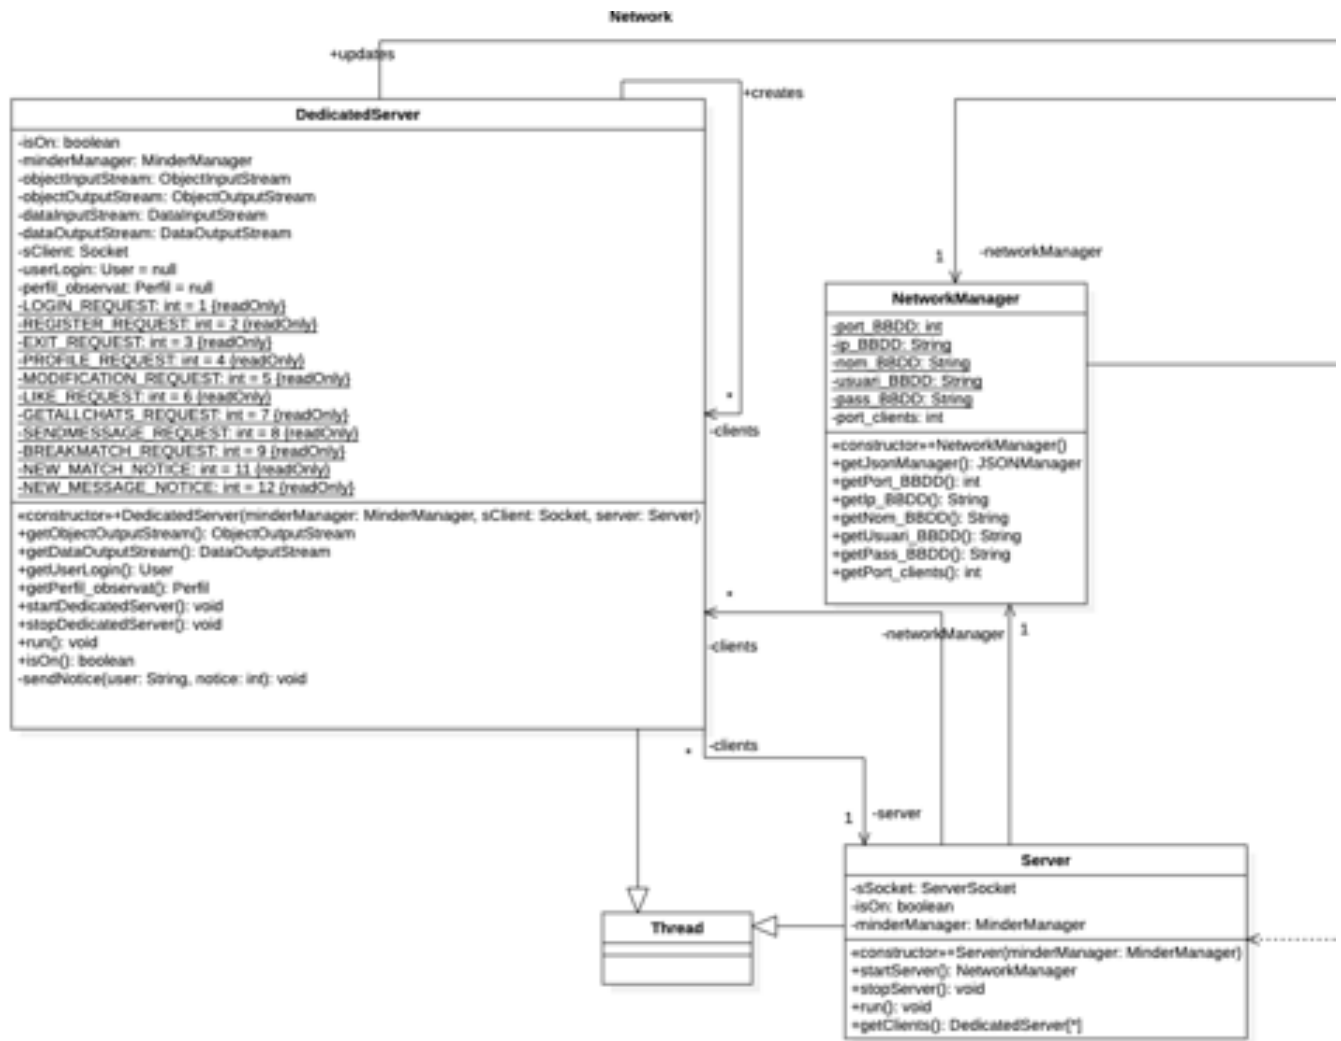 Network
+updates
+creates
DedicatedServer
-isOn: boolean
-minderManager: MinderManager
-objectInputStream: ObjectInputStream
-objectOutputStream: ObjectOutputStream
-dataInputStream: DataInputStream
-dataOutputStream: DataOutputStream
-sClient: Socket
-userLogin: User = null
-perfil_observat: Perfil = null
-LOGIN_REQUEST: int = 1 {readOnly}
-REGISTER_REQUEST: int = 2 {readOnly}
-EXIT_REQUEST: int = 3 {readOnly}
-PROFILE_REQUEST: int = 4 {readOnly}
-MODIFICATION_REQUEST: int = 5 {readOnly}
-LIKE_REQUEST: int = 6 {readOnly}
-GETALLCHATS_REQUEST: int = 7 {readOnly}
-SENDMESSAGE_REQUEST: int = 8 {readOnly}
-BREAKMATCH_REQUEST: int = 9 {readOnly}
-NEW_MATCH_NOTICE: int = 11 {readOnly}
-NEW_MESSAGE_NOTICE: int = 12 {readOnly}
«constructor»+DedicatedServer(minderManager: MinderManager, sClient: Socket, server: Server)
+getObjectOutputStream(): ObjectOutputStream
+getDataOutputStream(): DataOutputStream
+getUserLogin(): User
+getPerfil_observat(): Perfil
+startDedicatedServer(): void
+stopDedicatedServer(): void
+run(): void
+isOn(): boolean
-sendNotice(user: String, notice: int): void
*
-clients
*
-clients
*
-clients
1
-networkManager
NetworkManager
-port_BBDD: int
-ip_BBDD: String
-nom_BBDD: String
-usuari_BBDD: String
-pass_BBDD: String
-port_clients: int
«constructor»+NetworkManager()
+getJsonManager(): JSONManager
+getPort_BBDD(): int
+getIp_BBDD(): String
+getNom_BBDD(): String
+getUsuari_BBDD(): String
+getPass_BBDD(): String
+getPort_clients(): int
-networkManager
1
1
-server
Thread
Server
-sSocket: ServerSocket
-isOn: boolean
-minderManager: MinderManager
«constructor»+Server(minderManager: MinderManager)
+startServer(): NetworkManager
+stopServer(): void
+run(): void
+getClients(): DedicatedServer[*]